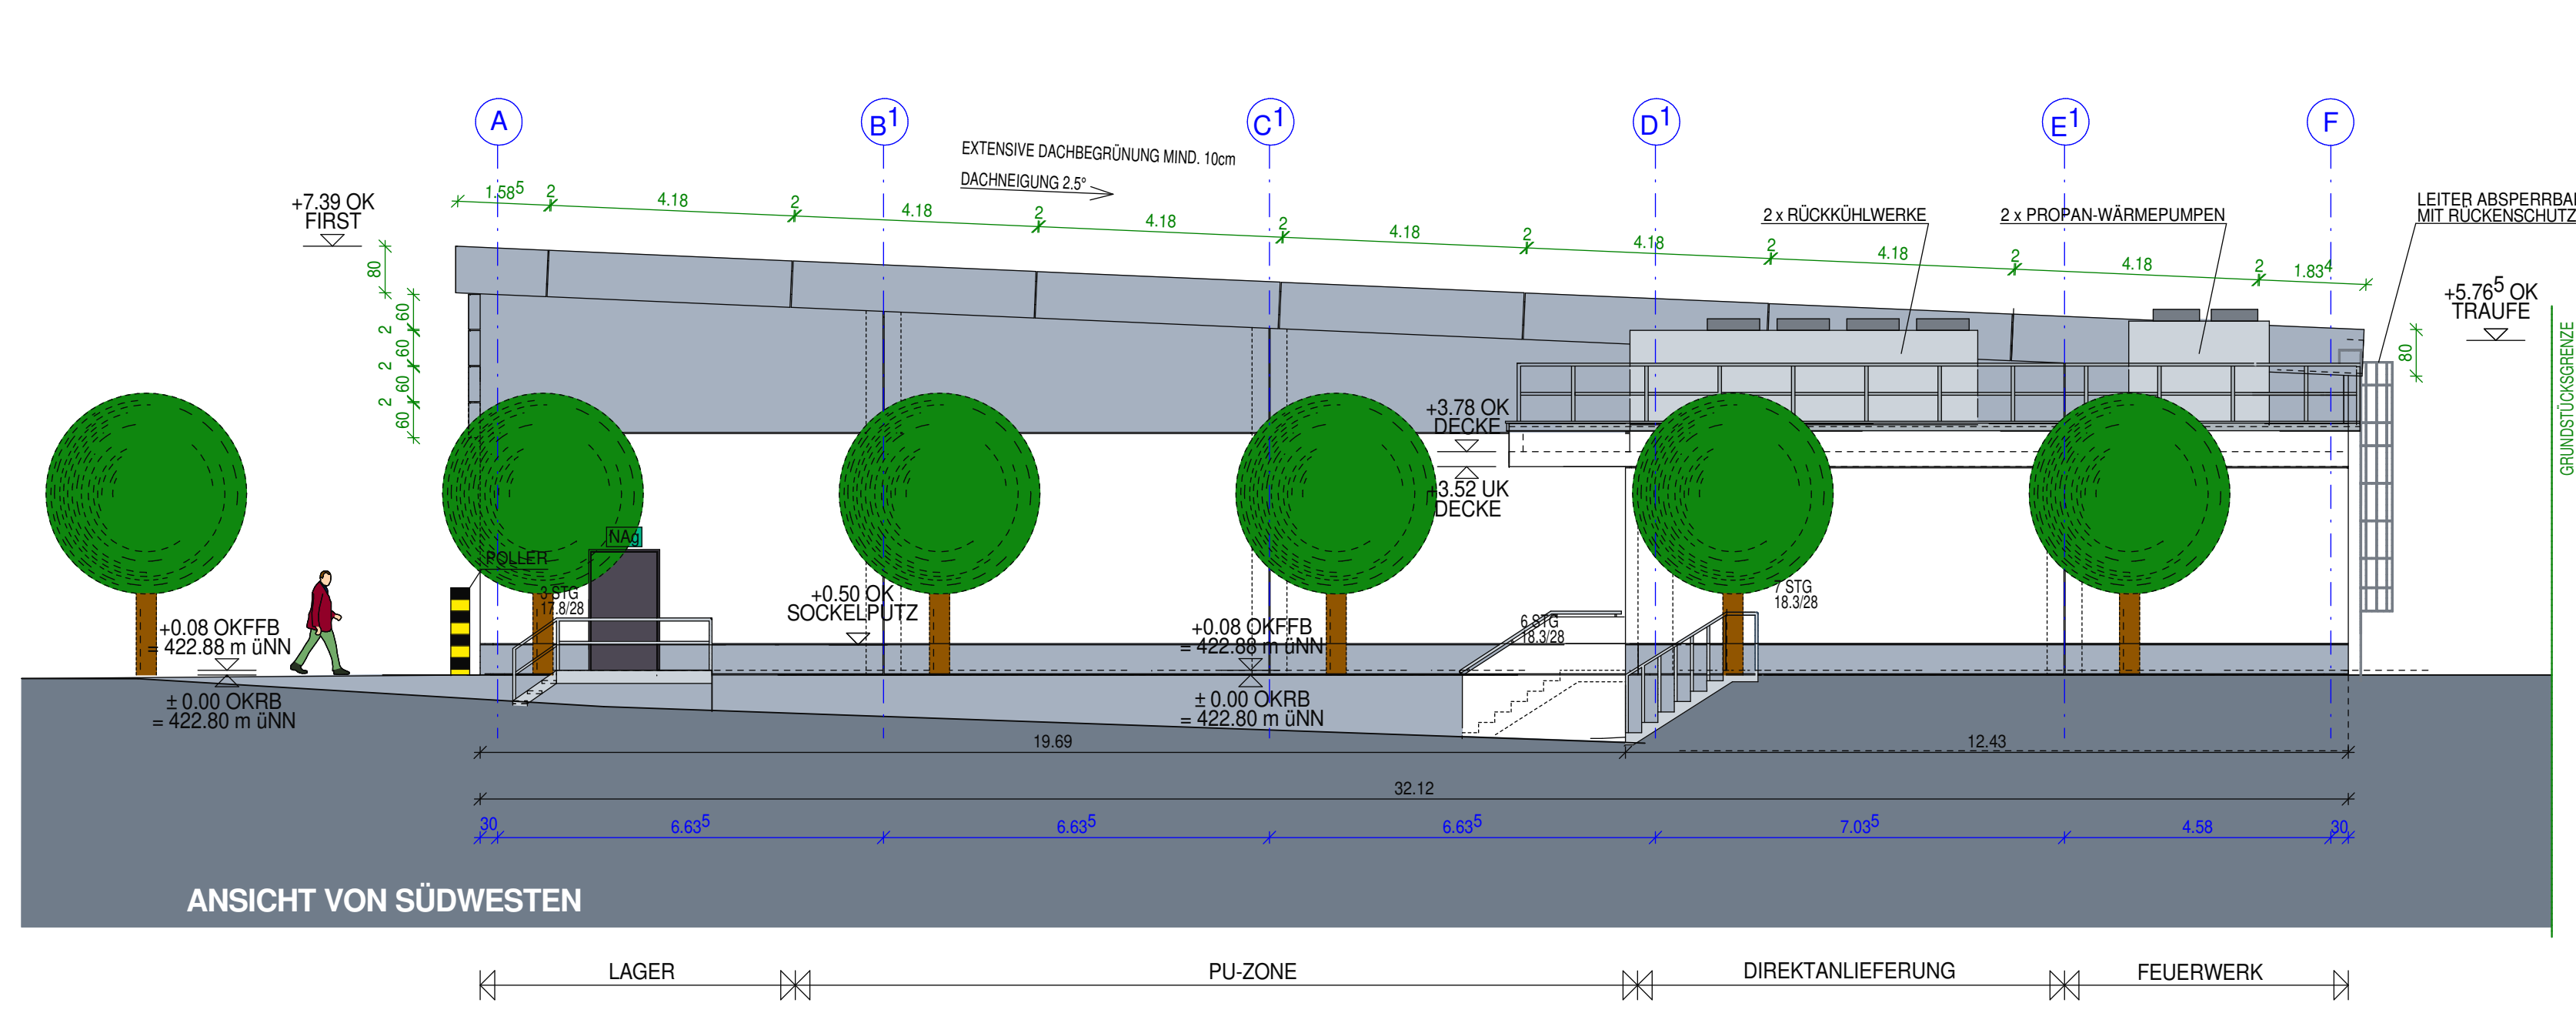 A
B1
C1
D1
E1
F
EXTENSIVE DACHBEGRÜNUNG MIND. 10cm
DACHNEIGUNG 2.5°
+7.39 OK
FIRST
1.58⁵
2
4.18
2
4.18
2
4.18
2
4.18
2
4.18
2
4.18
2
4.18
2
1.83⁴
2 x RÜCKKÜHLWERKE
2 x PROPAN-WÄRMEPUMPEN
LEITER ABSPERRBA
MIT RÜCKENSCHUTZ
+5.76⁵ OK
TRAUFE
80
60
2
60
2
60
2
60
80
GRUNDSTÜCKSGRENZE
+3.78 OK
DECKE
+3.52 UK
DECKE
NAg
POLLER
3 STG
17.8/28
+0.50 OK
SOCKELPUTZ
7 STG
18.3/28
6 STG
18.3/28
+0.08 OKFFB
= 422.88 m üNN
± 0.00 OKRB
= 422.80 m üNN
+0.08 OKFFB
= 422.88 m üNN
± 0.00 OKRB
= 422.80 m üNN
19.69
12.43
32.12
30
6.63⁵
6.63⁵
6.63⁵
7.03⁵
4.58
30
ANSICHT VON SÜDWESTEN
LAGER
PU-ZONE
DIREKTANLIEFERUNG
FEUERWERK